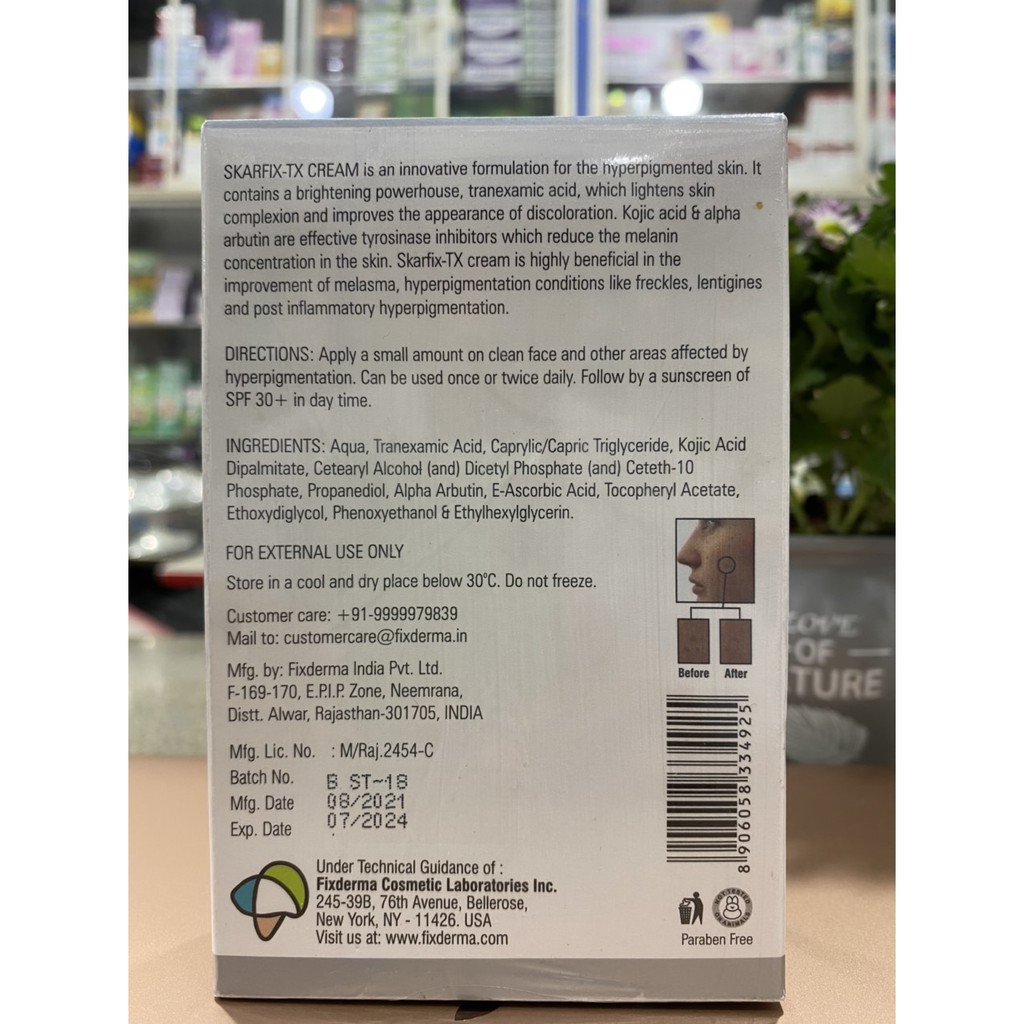 SKARFIX-TX CREAM is an innovative formulation for the hyperpigmented skin. It
contains a brightening powerhouse, tranexamic acid, which lightens skin
complexion and improves the appearance of discoloration. Kojic acid & alpha
arbutin are effective tyrosinase inhibitors which reduce the melanin
concentration in the skin. Skarfix-TX cream is highly beneficial in the
improvement of melasma, hyperpigmentation conditions like freckles, lentigines
and post inflammatory hyperpigmentation.
DIRECTIONS: Apply a small amount on clean face and other areas affected by
hyperpigmentation. Can be used once or twice daily. Follow by a sunscreen of
SPF 30+ in day time.
INGREDIENTS: Aqua, Tranexamic Acid, Caprylic/Capric Triglyceride, Kojic Acid
Dipalmitate, Cetearyl Alcohol (and) Dicetyl Phosphate (and) Ceteth-10
Phosphate, Propanediol, Alpha Arbutin, E-Ascorbic Acid, Tocopheryl Acetate,
Ethoxydiglycol, Phenoxyethanol & Ethylhexylglycerin.
FOR EXTERNAL USE ONLY
Store in a cool and dry place below 30°C. Do not freeze.
Customer care: +91-9999979839
Mail to: customercare@fixderma.in
Mfg. by: Fixderma India Pvt. Ltd.
F-169-170, E.P.I.P. Zone, Neemrana,
Distt. Alwar, Rajasthan-301705, INDIA
Mfg. Lic. No. : M/Raj.2454-C
Batch No. B ST-18
Mfg. Date 08/2021
Exp. Date 07/2024
Under Technical Guidance of :
Fixderma Cosmetic Laboratories Inc.
245-39B, 76th Avenue, Bellerose,
New York, NY - 11426. USA
Visit us at: www.fixderma.com
Before After
8 906058 334925
NOT TESTED
ON ANIMALS
Paraben Free
LOVE
OF
TURE